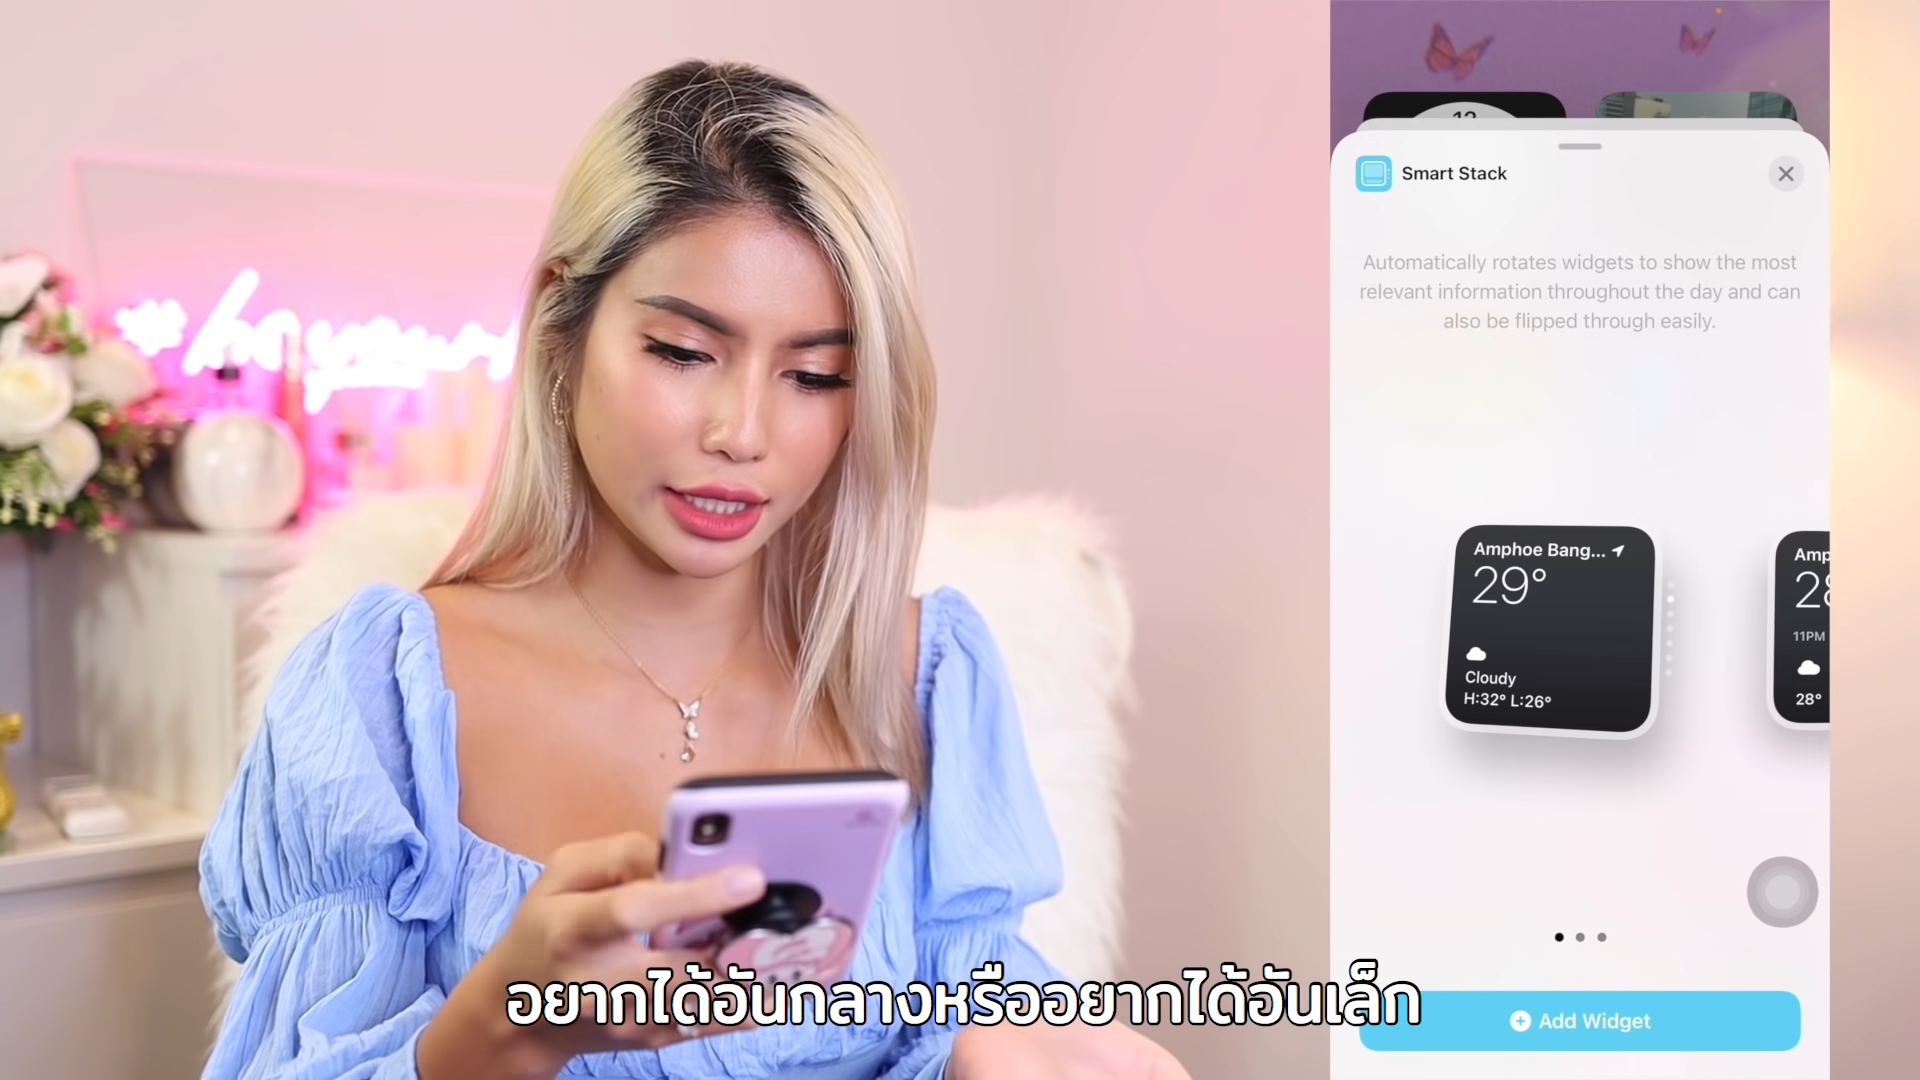 12
Smart Stack
Automatically rotates widgets to show the most
relevant information throughout the day and can
also be flipped through easily.
Amphoe Bang...
29°
Cloudy
H:32° L:26°
Amp
11PM
28°
Add Widget
อยากได้อันกลางหรืออยากได้อันเล็ก